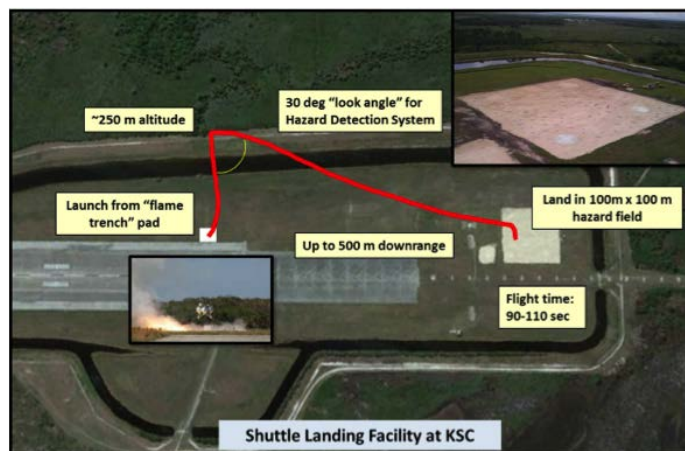 ~250 m altitude
30 deg "look angle" for
Hazard Detection System
Launch from "flame
trench" pad
Land in 100m x 100 m
hazard field
Up to 500 m downrange
Flight time:
90-110 sec
Shuttle Landing Facility at KSC